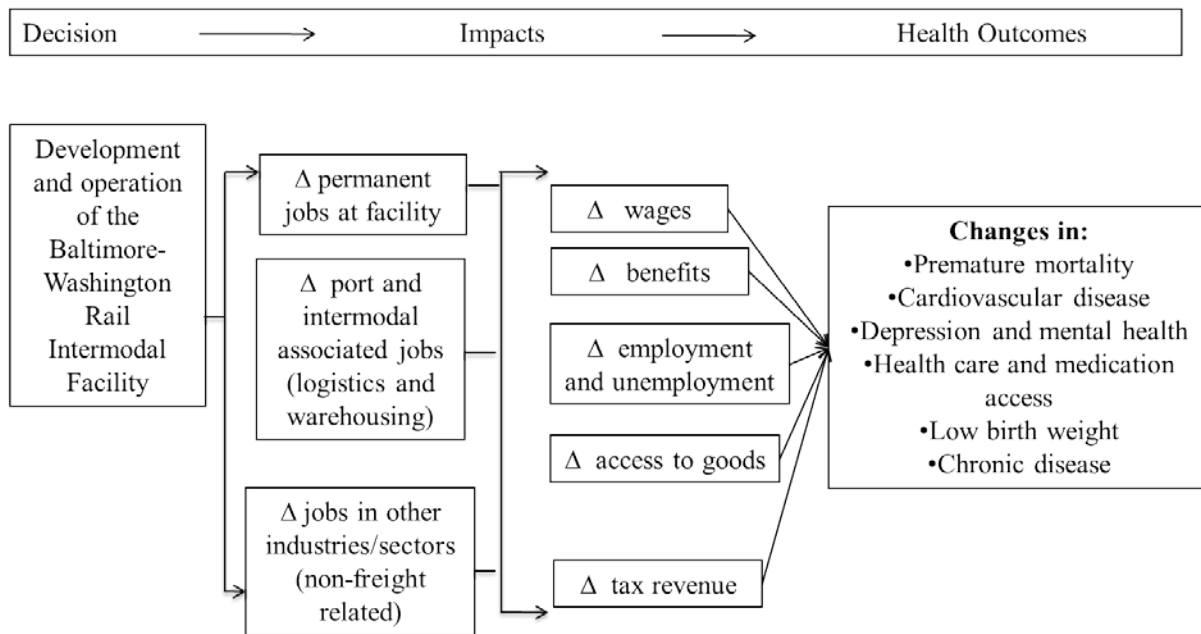 Decision Impacts Health Outcomes
Development
and operation
of the
Baltimore-
Washington
Rail
Intermodal
Facility
Δ permanent
jobs at facility
Δ port and
intermodal
associated jobs
(logistics and
warehousing)
Δ jobs in other
industries/sectors
(non-freight
related)
Δ wages
Δ benefits
Δ employment
and unemployment
Δ access to goods
Δ tax revenue
Changes in:
•Premature mortality
•Cardiovascular disease
•Depression and mental health
•Health care and medication
access
•Low birth weight
•Chronic disease